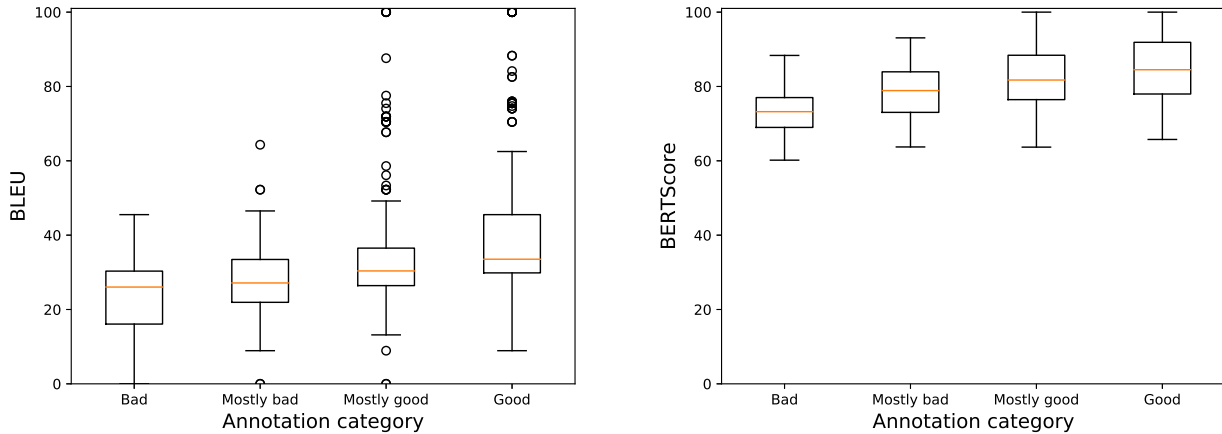 100
80
60
40
20
0
BLEU
Bad
Mostly bad
Mostly good
Good
Annotation category
100
80
60
40
20
0
BERTScore
Bad
Mostly bad
Mostly good
Good
Annotation category